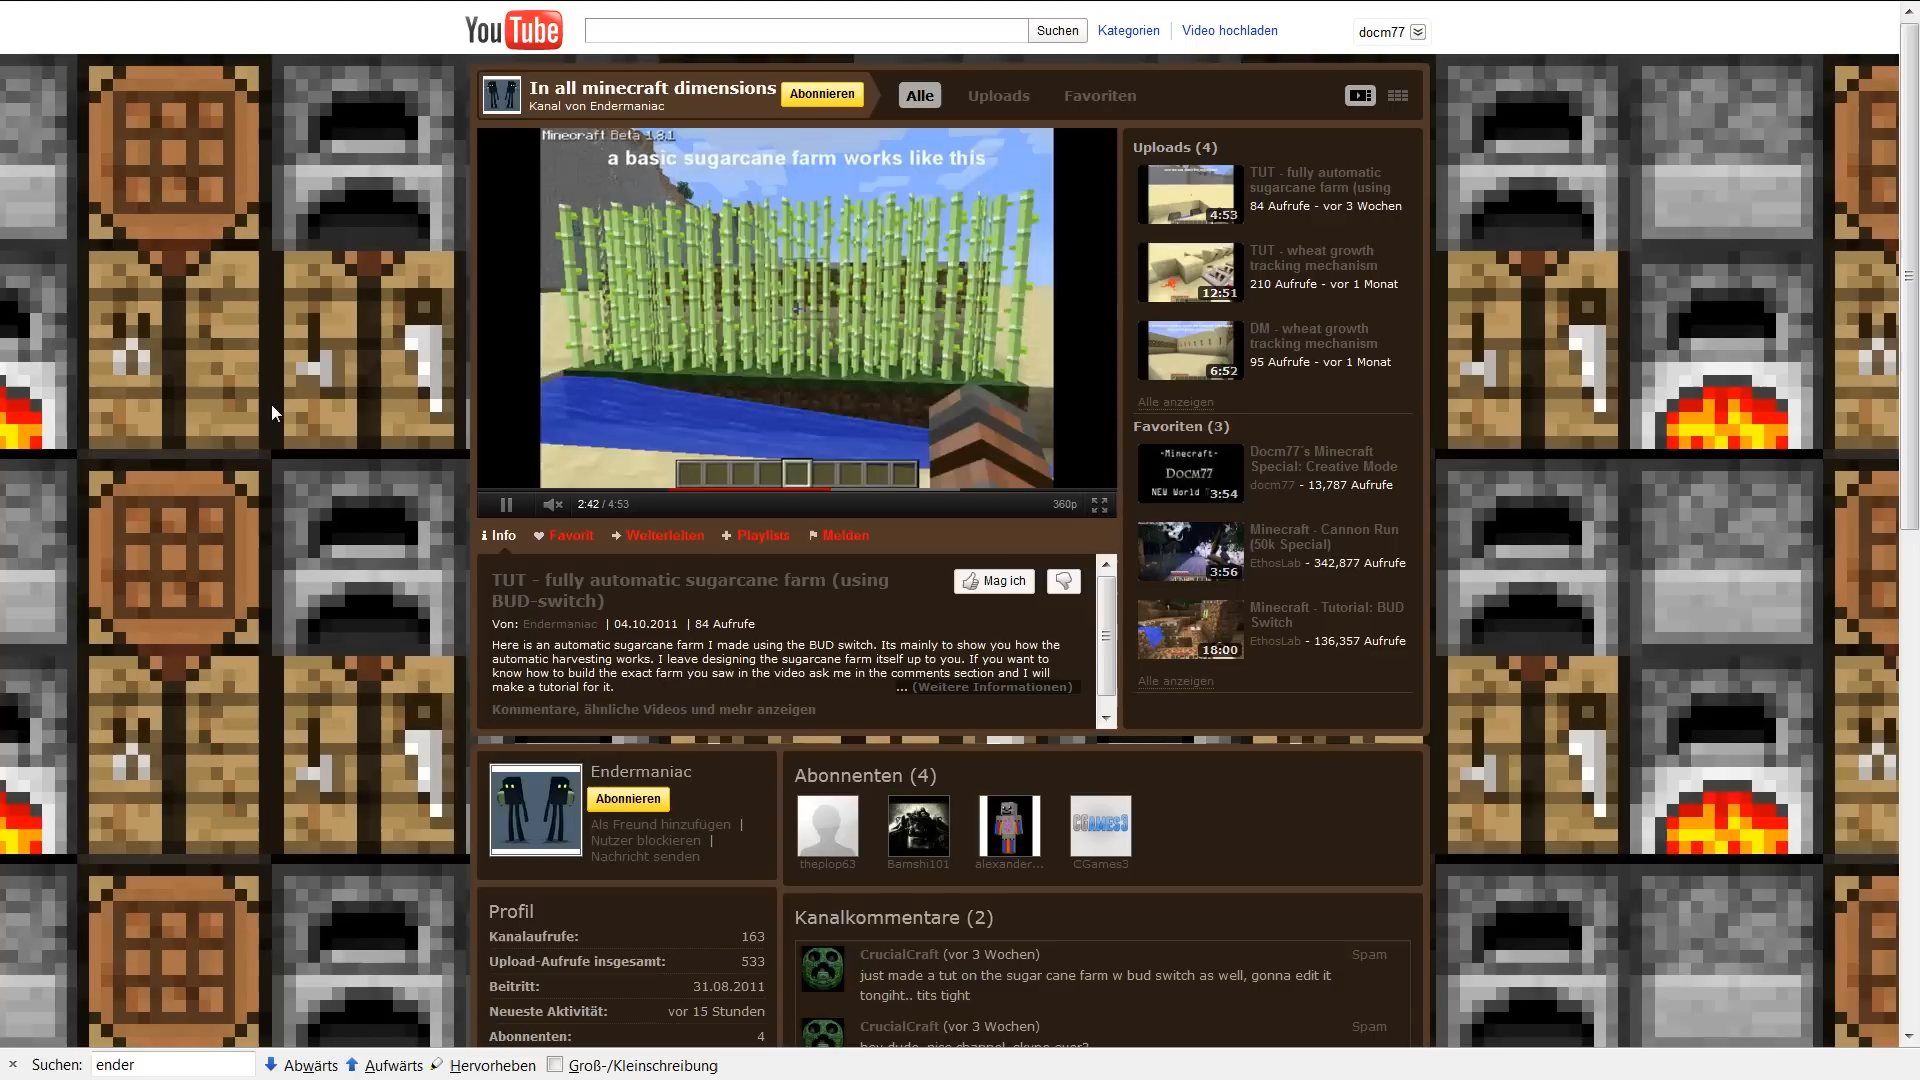 YouTube
Suchen
Kategorien
Video hochladen
docm77
In all minecraft dimensions
Kanal von Endermaniac
Abonnieren
Alle
Uploads
Favoriten
Minecraft Beta 1.8.1
a basic sugarcane farm works like this
2:42 / 4:53
360p
Uploads (4)
4:53
TUT - fully automatic
sugarcane farm (using
84 Aufrufe - vor 3 Wochen
12:51
TUT - wheat growth
tracking mechanism
210 Aufrufe - vor 1 Monat
6:52
DM - wheat growth
tracking mechanism
95 Aufrufe - vor 1 Monat
Alle anzeigen
Favoriten (3)
-Minecraft-
Docm77
NEW World
3:54
Docm77´s Minecraft
Special: Creative Mode
docm77 - 13,787 Aufrufe
3:56
Minecraft - Cannon Run
(50k Special)
EthosLab - 342,877 Aufrufe
18:00
Minecraft - Tutorial: BUD
Switch
EthosLab - 136,357 Aufrufe
Alle anzeigen
Info
Favorit
Weiterleiten
Playlists
Melden
TUT - fully automatic sugarcane farm (using
BUD-switch)
Mag ich
Von: Endermaniac | 04.10.2011 | 84 Aufrufe
Here is an automatic sugarcane farm I made using the BUD switch. Its mainly to show you how the
automatic harvesting works. I leave designing the sugarcane farm itself up to you. If you want to
know how to build the exact farm you saw in the video ask me in the comments section and I will
make a tutorial for it. ... (Weitere Informationen)
Kommentare, ähnliche Videos und mehr anzeigen
Endermaniac
Abonnieren
Als Freund hinzufügen |
Nutzer blockieren |
Nachricht senden
Abonnenten (4)
theplop63
Bamshi101
alexander...
CGAMES3
CGames3
Profil
Kanalaufrufe: 163
Upload-Aufrufe insgesamt: 533
Beitritt: 31.08.2011
Neueste Aktivität: vor 15 Stunden
Abonnenten: 4
Kanalkommentare (2)
CrucialCraft (vor 3 Wochen) Spam
just made a tut on the sugar cane farm w bud switch as well, gonna edit it
tongiht.. tits tight
CrucialCraft (vor 3 Wochen) Spam
hey dude, nice channel, skype ever?
Suchen: ender
Abwärts
Aufwärts
Hervorheben
Groß-/Kleinschreibung